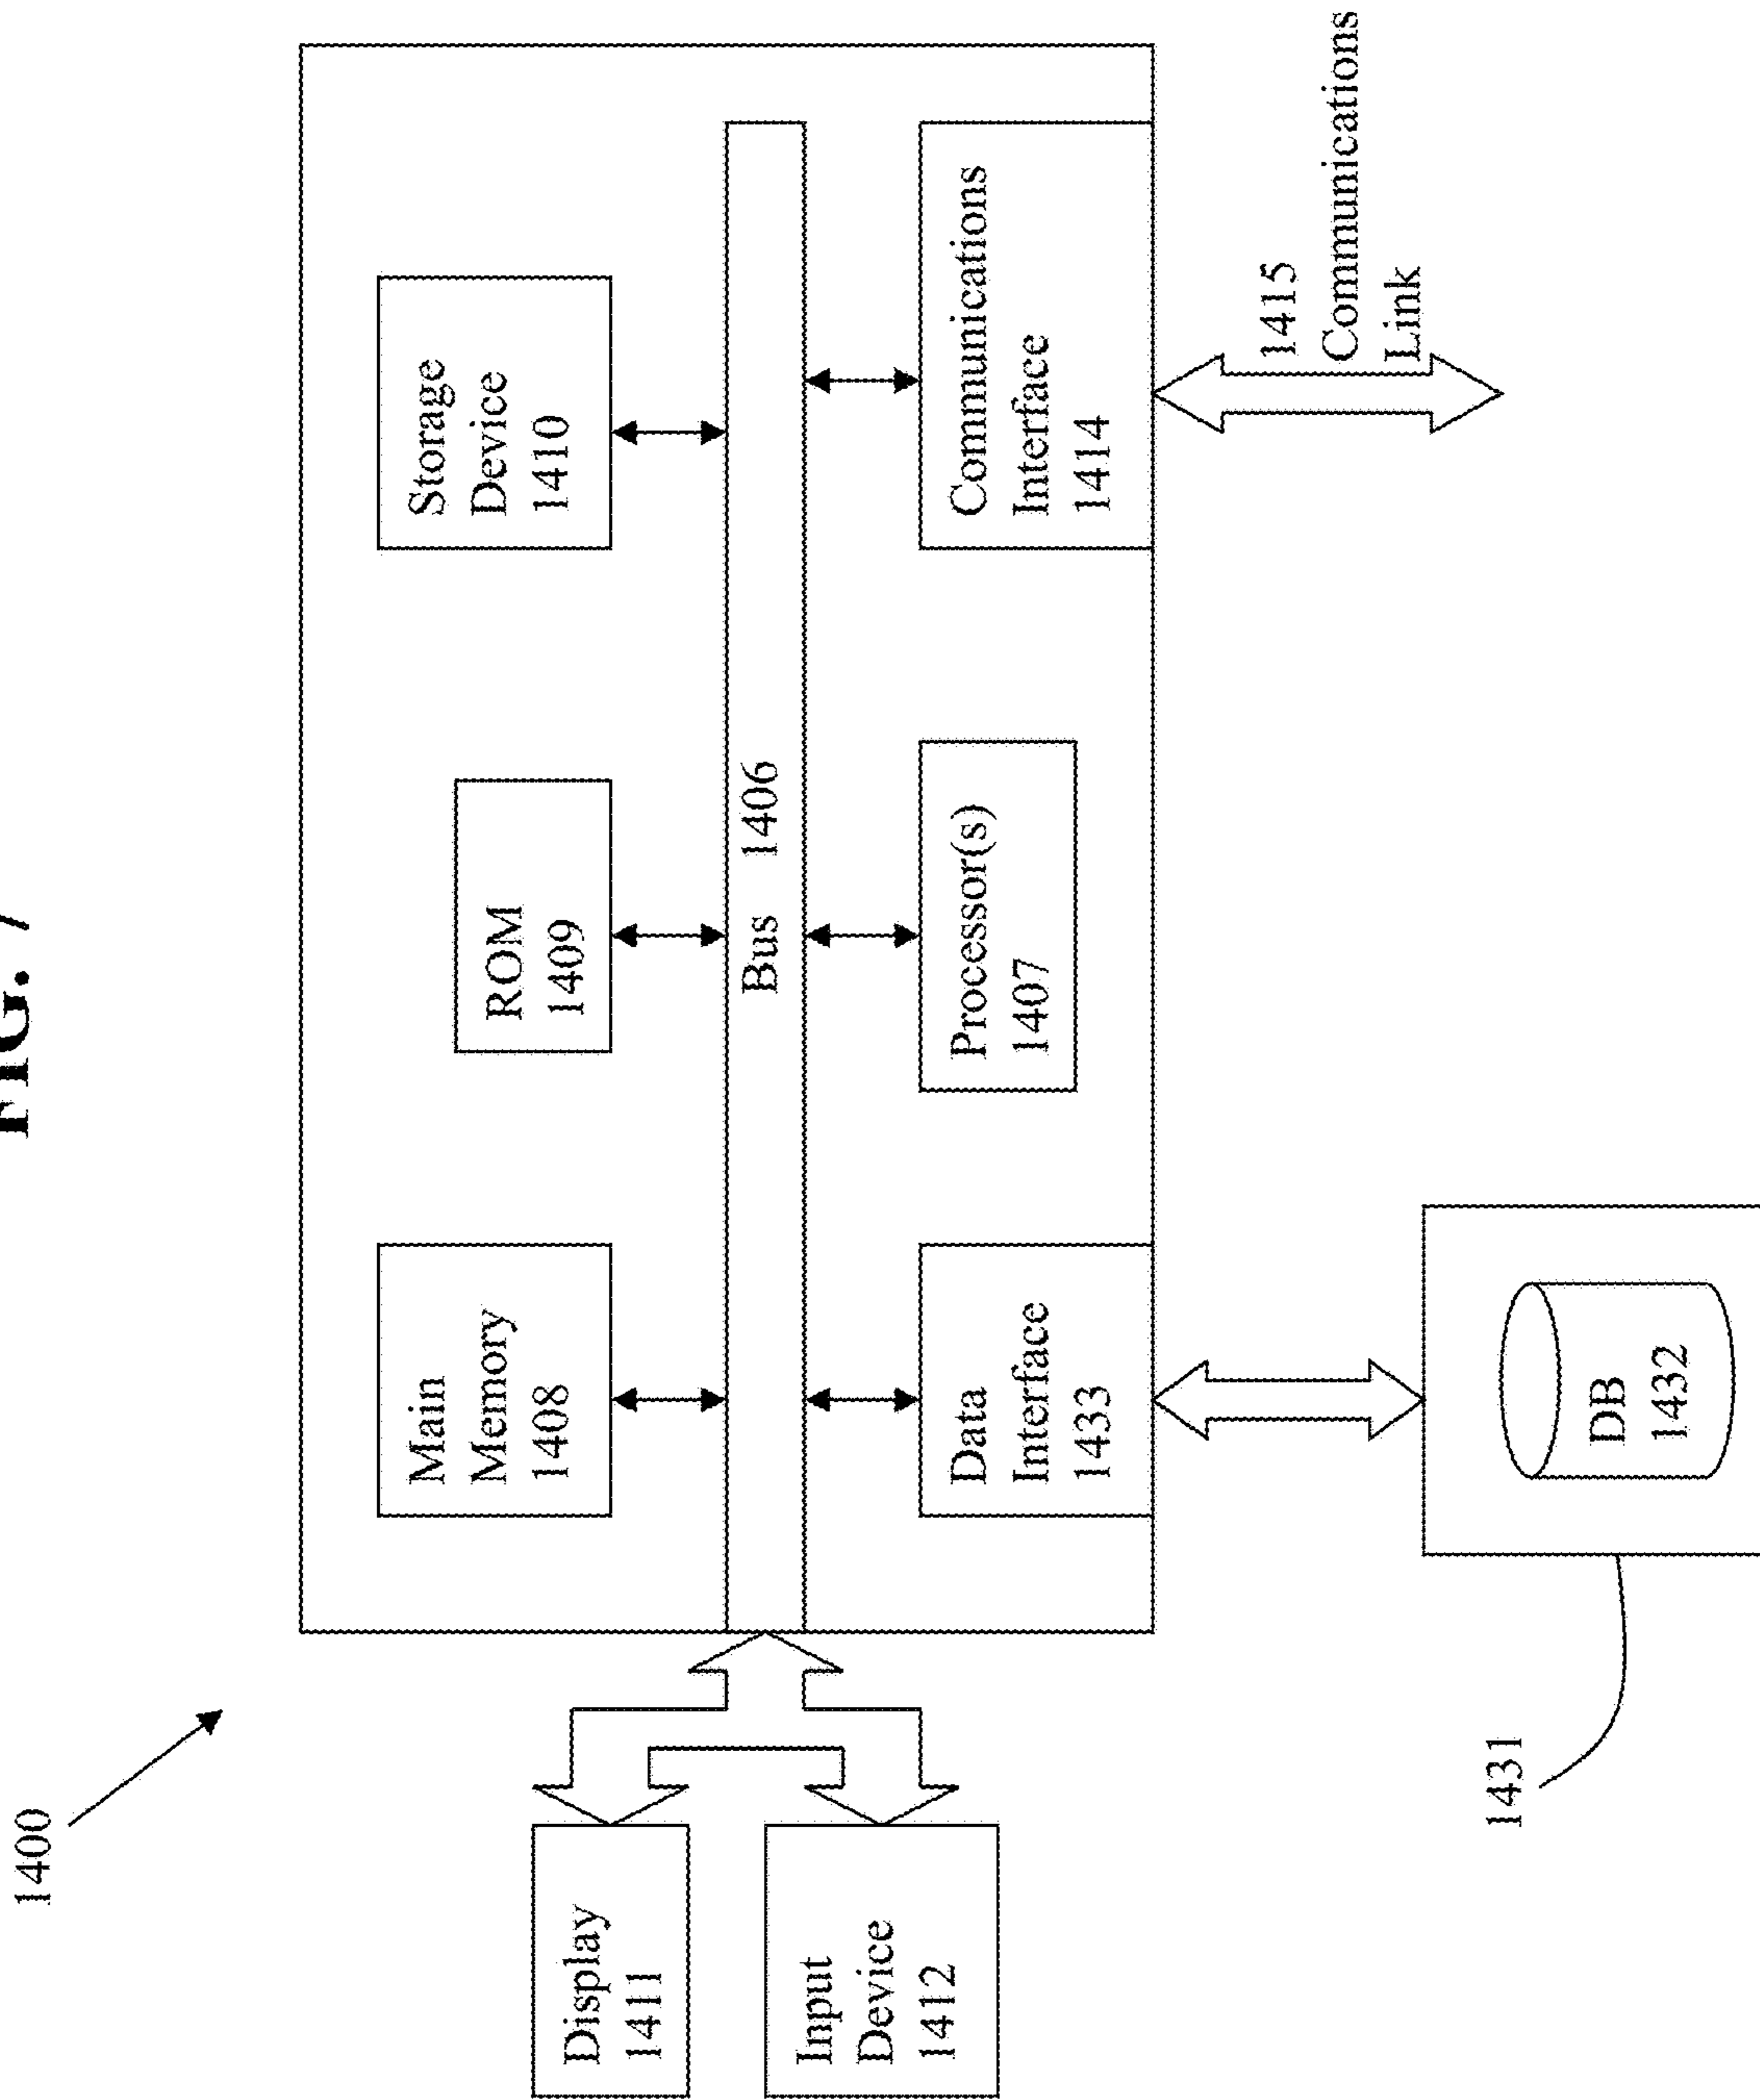 FIG. 7
1400
Main
Memory
1408
ROM
1409
Storage
Device
1410
Display
1411
Bus 1406
Input
Device
1412
Data
Interface
1433
Processor(s)
1407
Communications
Interface
1414
1415
Communications
Link
1431
DB
1432